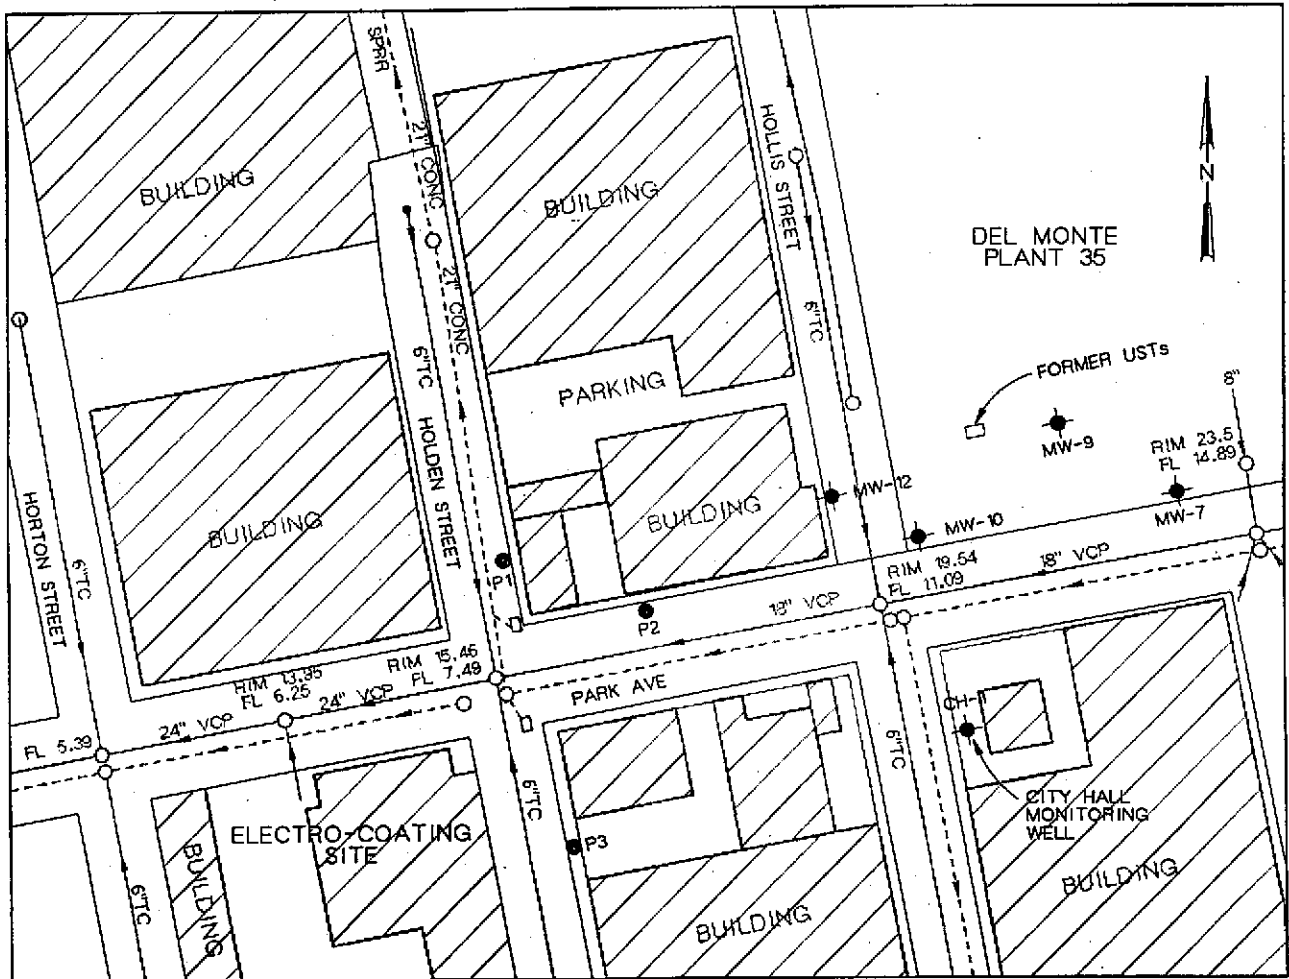 SPRR
21" CONC
21" CONC
BUILDING
BUILDING
HOLLIS STREET
N
DEL MONTE
PLANT 35
6"TC
6"TC
HOLDEN STREET
PARKING
FORMER USTs
8"
MW-9
RIM 23.5
FL 14.89
MW-12
MW-7
MW-10
HORTON STREET
6"TC
BUILDING
BUILDING
P1
P2
RIM 19.54
FL 11.09
18" VCP
18" VCP
RIM 15.46
FL 7.49
RIM 13.95
FL 6.25
24" VCP
24" VCP
FL 5.39
PARK AVE
CH-1
6"TC
CITY HALL
MONITORING
WELL
6"TC
ELECTRO-COATING
SITE
P3
BUILDING
6"TC
BUILDING
BUILDING